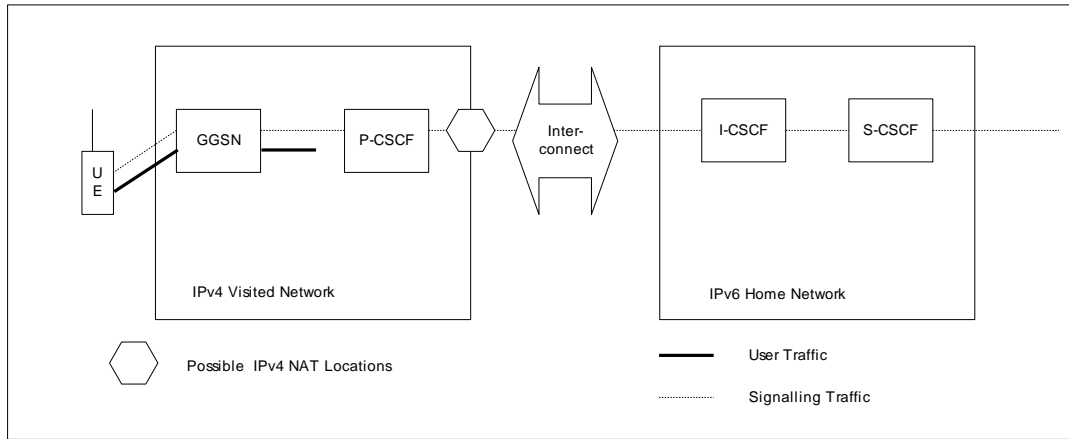 GGSN
P-CSCF
Inter-
connect
I-CSCF
S-CSCF
U
E
IPv4 Visited Network
IPv6 Home Network
Possible IPv4 NAT Locations
User Traffic
Signalling Traffic